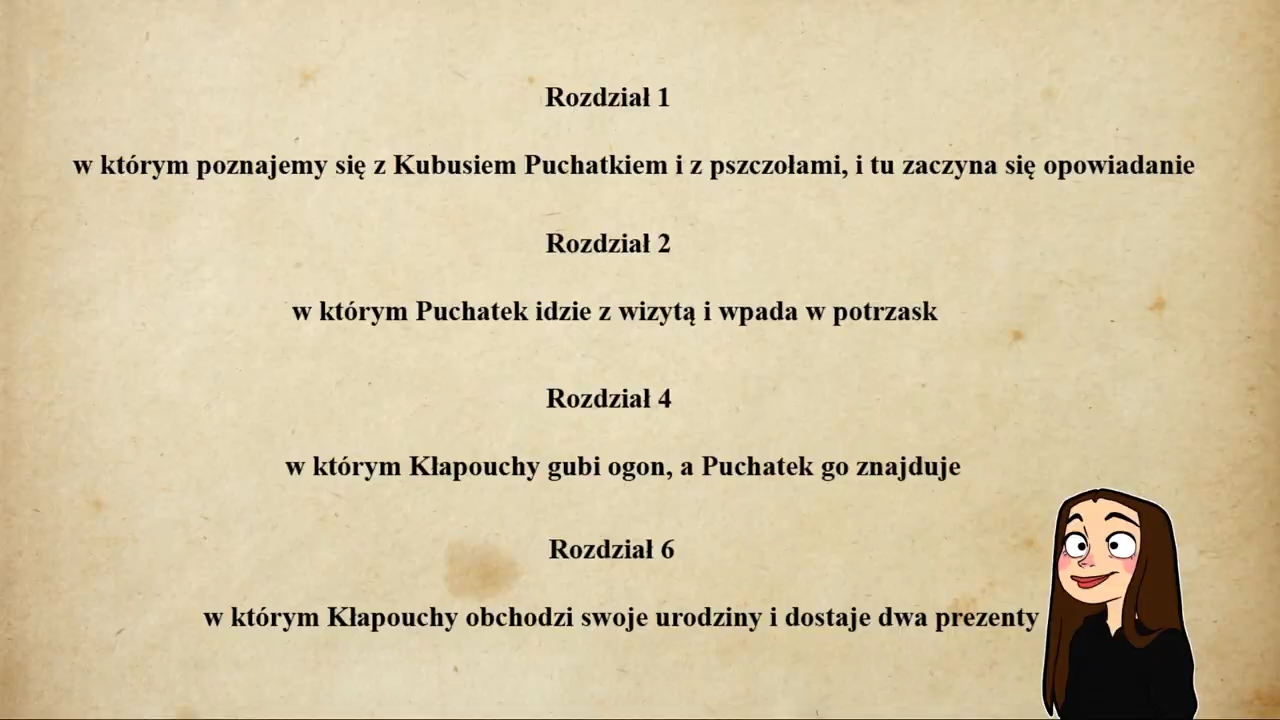 Rozdział 1
w którym poznajemy się z Kubusiem Puchatkiem i z pszczołami, i tu zaczyna się opowiadanie
Rozdział 2
w którym Puchatek idzie z wizytą i wpada w potrzask
Rozdział 4
w którym Kłapouchy gubi ogon, a Puchatek go znajduje
Rozdział 6
w którym Kłapouchy obchodzi swoje urodziny i dostaje dwa prezenty